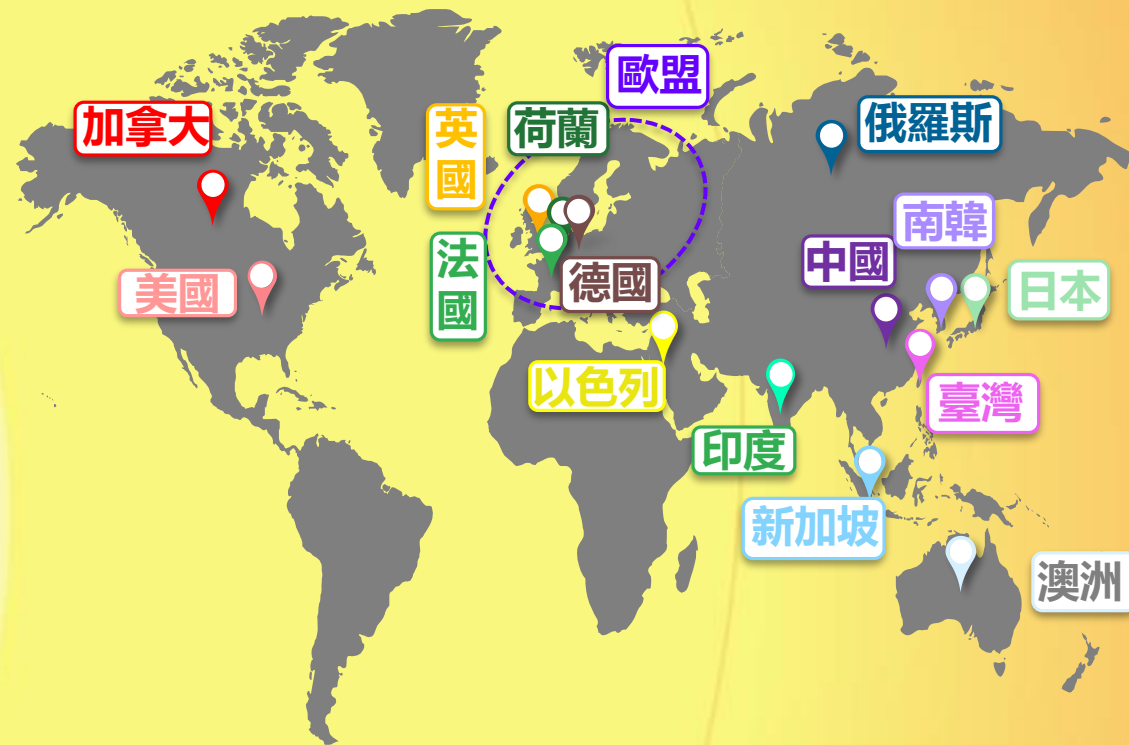 歐盟
加拿大
英國
荷蘭
俄羅斯
南韓
法國
中國
德國
美國
日本
以色列
臺灣
印度
新加坡
澳洲